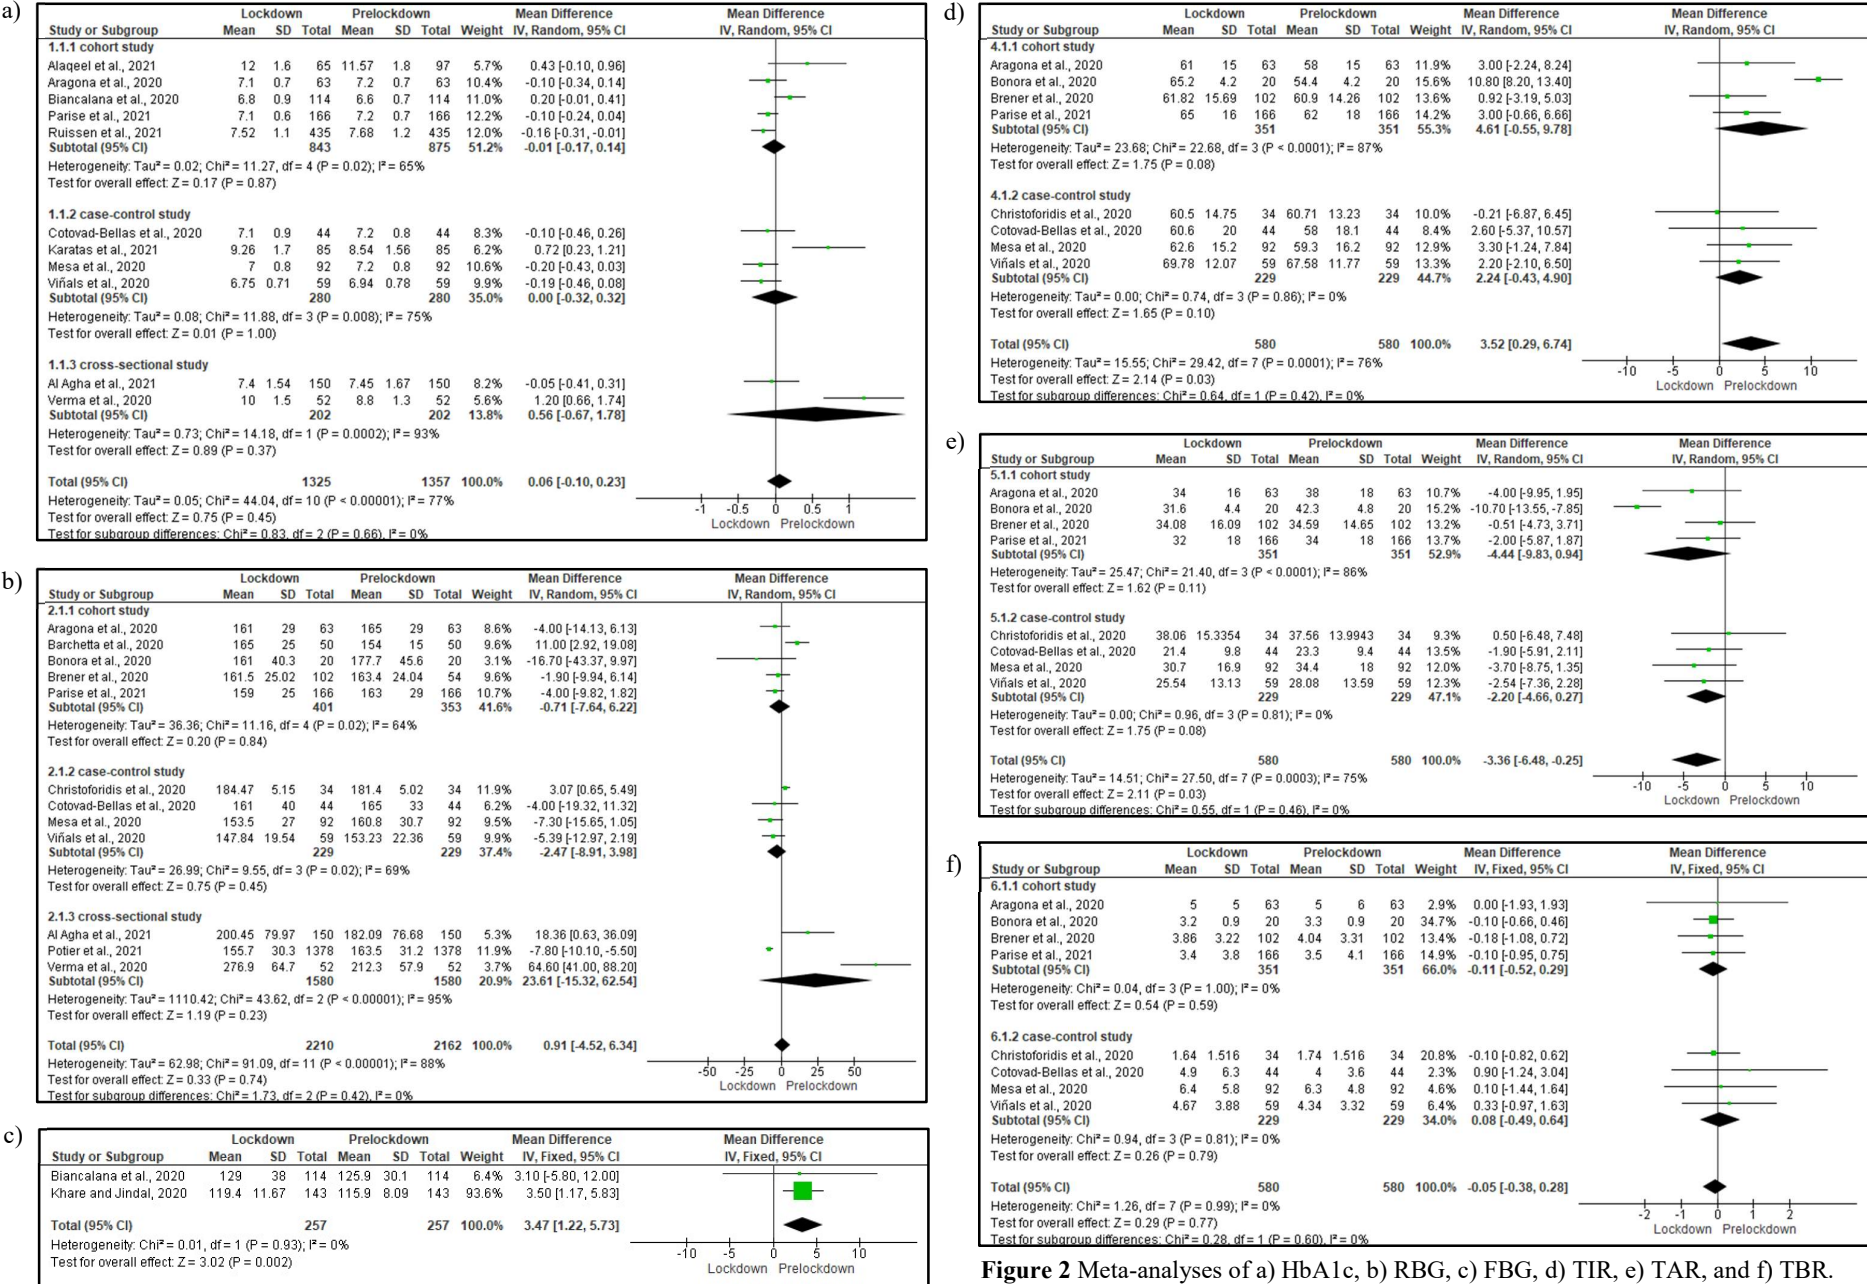 a)
Lockdown Prelockdown Mean Difference Mean Difference
Study or Subgroup Mean SD Total Mean SD Total Weight IV, Random, 95% CI IV, Random, 95% CI
1.1.1 cohort study
Alaqeel et al., 2021 12 1.6 65 11.57 1.8 97 5.7% 0.43 [-0.10, 0.96]
Aragona et al., 2020 7.1 0.7 63 7.2 0.7 63 10.4% -0.10 [-0.34, 0.14]
Biancalana et al., 2020 6.8 0.9 114 6.6 0.7 114 11.0% 0.20 [-0.01, 0.41]
Parise et al., 2021 7.1 0.6 166 7.2 0.7 166 12.2% -0.10 [-0.24, 0.04]
Ruissen et al., 2021 7.52 1.1 435 7.68 1.2 435 12.0% -0.16 [-0.31, -0.01]
Subtotal (95% CI) 843 875 51.2% -0.01 [-0.17, 0.14]
Heterogeneity: Tau² = 0.02; Chi² = 11.27, df = 4 (P = 0.02); I² = 65%
Test for overall effect: Z = 0.17 (P = 0.87)
1.1.2 case-control study
Cotovad-Bellas et al., 2020 7.1 0.9 44 7.2 0.8 44 8.3% -0.10 [-0.46, 0.26]
Karatas et al., 2021 9.26 1.7 85 8.54 1.56 85 6.2% 0.72 [0.23, 1.21]
Mesa et al., 2020 7 0.8 92 7.2 0.8 92 10.6% -0.20 [-0.43, 0.03]
Viñals et al., 2020 6.75 0.71 59 6.94 0.78 59 9.9% -0.19 [-0.46, 0.08]
Subtotal (95% CI) 280 280 35.0% 0.00 [-0.32, 0.32]
Heterogeneity: Tau² = 0.08; Chi² = 11.88, df = 3 (P = 0.008); I² = 75%
Test for overall effect: Z = 0.01 (P = 1.00)
1.1.3 cross-sectional study
Al Agha et al., 2021 7.4 1.54 150 7.45 1.67 150 8.2% -0.05 [-0.41, 0.31]
Verma et al., 2020 10 1.5 52 8.8 1.3 52 5.6% 1.20 [0.66, 1.74]
Subtotal (95% CI) 202 202 13.8% 0.56 [-0.67, 1.78]
Heterogeneity: Tau² = 0.73; Chi² = 14.18, df = 1 (P = 0.0002); I² = 93%
Test for overall effect: Z = 0.89 (P = 0.37)
Total (95% CI) 1325 1357 100.0% 0.06 [-0.10, 0.23]
Heterogeneity: Tau² = 0.05; Chi² = 44.04, df = 10 (P < 0.00001); I² = 77%
Test for overall effect: Z = 0.75 (P = 0.45)
Test for subgroup differences: Chi² = 0.83, df = 2 (P = 0.66), I² = 0%
-1 -0.5 0 0.5 1
Lockdown Prelockdown
b)
Lockdown Prelockdown Mean Difference Mean Difference
Study or Subgroup Mean SD Total Mean SD Total Weight IV, Random, 95% CI IV, Random, 95% CI
2.1.1 cohort study
Aragona et al., 2020 161 29 63 165 29 63 8.6% -4.00 [-14.13, 6.13]
Barchetta et al., 2020 165 25 50 154 15 50 10.0% 11.00 [2.92, 19.08]
Bonora et al., 2020 161 40.3 20 177.7 45.6 20 3.1% -16.70 [-43.37, 9.97]
Brener et al., 2020 161.5 25.02 102 163.4 24.04 54 10.0% -1.90 [-9.94, 6.14]
Parise et al., 2021 159 25 166 163 29 166 10.7% -4.00 [-9.82, 1.82]
Subtotal (95% CI) 401 353 41.6% -0.71 [-7.64, 6.22]
Heterogeneity: Tau² = 36.36; Chi² = 11.16, df = 4 (P = 0.02); I² = 64%
Test for overall effect: Z = 0.20 (P = 0.84)
2.1.2 case-control study
Christoforidis et al., 2020 184.47 5.15 34 181.4 5.02 34 11.9% 3.07 [0.65, 5.49]
Cotovad-Bellas et al., 2020 161 40 44 165 33 44 6.2% -4.00 [-19.32, 11.32]
Mesa et al., 2020 153.5 27 92 160.8 30.7 92 9.5% -7.30 [-15.65, 1.05]
Viñals et al., 2020 147.84 19.54 59 153.23 22.36 59 9.9% -5.39 [-12.97, 2.19]
Subtotal (95% CI) 229 229 37.4% -2.47 [-8.91, 3.98]
Heterogeneity: Tau² = 26.99; Chi² = 9.55, df = 3 (P = 0.02); I² = 69%
Test for overall effect: Z = 0.75 (P = 0.45)
2.1.3 cross-sectional study
Al Agha et al., 2021 200.45 79.97 150 182.09 76.68 150 5.3% 18.36 [0.63, 36.09]
Potier et al., 2021 155.7 30.3 1378 163.5 31.2 1378 11.9% -7.80 [-10.10, -5.50]
Verma et al., 2020 276.9 64.7 52 212.3 57.9 52 3.7% 64.60 [41.00, 88.20]
Subtotal (95% CI) 1580 1580 20.9% 23.61 [-15.32, 62.54]
Heterogeneity: Tau² = 1110.42; Chi² = 43.62, df = 2 (P < 0.00001); I² = 95%
Test for overall effect: Z = 1.19 (P = 0.23)
Total (95% CI) 2210 2162 100.0% 0.91 [-4.52, 6.34]
Heterogeneity: Tau² = 62.98; Chi² = 91.09, df = 11 (P < 0.00001); I² = 88%
Test for overall effect: Z = 0.33 (P = 0.74)
Test for subgroup differences: Chi² = 1.73, df = 2 (P = 0.42), I² = 0%
-50 -25 0 25 50
Lockdown Prelockdown
c)
Lockdown Prelockdown Mean Difference Mean Difference
Study or Subgroup Mean SD Total Mean SD Total Weight IV, Fixed, 95% CI IV, Fixed, 95% CI
Biancalana et al., 2020 129 38 114 125.9 30.1 114 6.4% 3.10 [-5.80, 12.00]
Khare and Jindal, 2020 119.4 11.67 143 115.9 8.09 143 93.6% 3.50 [1.17, 5.83]
Total (95% CI) 257 257 100.0% 3.47 [1.22, 5.73]
Heterogeneity: Chi² = 0.01, df = 1 (P = 0.93); I² = 0%
Test for overall effect: Z = 3.02 (P = 0.002)
-10 -5 0 5 10
Lockdown Prelockdown
d)
Lockdown Prelockdown Mean Difference Mean Difference
Study or Subgroup Mean SD Total Mean SD Total Weight IV, Random, 95% CI IV, Random, 95% CI
4.1.1 cohort study
Aragona et al., 2020 61 15 63 58 15 63 11.9% 3.00 [-2.24, 8.24]
Bonora et al., 2020 65.2 4.2 20 54.4 4.2 20 15.6% 10.80 [8.20, 13.40]
Brener et al., 2020 61.82 15.69 102 60.9 14.26 102 13.6% 0.92 [-3.19, 5.03]
Parise et al., 2021 65 16 166 62 18 166 14.2% 3.00 [-0.66, 6.66]
Subtotal (95% CI) 351 351 55.3% 4.61 [-0.55, 9.78]
Heterogeneity: Tau² = 23.68; Chi² = 22.68, df = 3 (P < 0.0001); I² = 87%
Test for overall effect: Z = 1.75 (P = 0.08)
4.1.2 case-control study
Christoforidis et al., 2020 60.5 14.75 34 60.71 13.23 34 10.0% -0.21 [-6.87, 6.45]
Cotovad-Bellas et al., 2020 60.6 20 44 58 18.1 44 8.4% 2.60 [-5.37, 10.57]
Mesa et al., 2020 62.6 15.2 92 59.3 16.2 92 12.9% 3.30 [-1.24, 7.84]
Viñals et al., 2020 69.78 12.07 59 67.58 11.77 59 13.3% 2.20 [-2.10, 6.50]
Subtotal (95% CI) 229 229 44.7% 2.24 [-0.43, 4.90]
Heterogeneity: Tau² = 0.00; Chi² = 0.74, df = 3 (P = 0.86); I² = 0%
Test for overall effect: Z = 1.65 (P = 0.10)
Total (95% CI) 580 580 100.0% 3.52 [0.29, 6.74]
Heterogeneity: Tau² = 15.55; Chi² = 29.42, df = 7 (P = 0.0001); I² = 76%
Test for overall effect: Z = 2.14 (P = 0.03)
Test for subgroup differences: Chi² = 0.64, df = 1 (P = 0.42), I² = 0%
-10 -5 0 5 10
Lockdown Prelockdown
e)
Lockdown Prelockdown Mean Difference Mean Difference
Study or Subgroup Mean SD Total Mean SD Total Weight IV, Random, 95% CI IV, Random, 95% CI
5.1.1 cohort study
Aragona et al., 2020 34 16 63 38 18 63 10.7% -4.00 [-9.95, 1.95]
Bonora et al., 2020 31.6 4.4 20 42.3 4.8 20 15.2% -10.70 [-13.55, -7.85]
Brener et al., 2020 34.08 16.09 102 34.59 14.65 102 13.2% -0.51 [-4.73, 3.71]
Parise et al., 2021 32 18 166 34 18 166 13.7% -2.00 [-5.87, 1.87]
Subtotal (95% CI) 351 351 52.9% -4.44 [-9.83, 0.94]
Heterogeneity: Tau² = 25.47; Chi² = 21.40, df = 3 (P < 0.0001); I² = 86%
Test for overall effect: Z = 1.62 (P = 0.11)
5.1.2 case-control study
Christoforidis et al., 2020 38.06 15.3354 34 37.56 13.9943 34 9.3% 0.50 [-6.48, 7.48]
Cotovad-Bellas et al., 2020 21.4 9.8 44 23.3 9.4 44 13.5% -1.90 [-5.91, 2.11]
Mesa et al., 2020 30.7 16.9 92 34.4 18 92 12.0% -3.70 [-8.75, 1.35]
Viñals et al., 2020 25.54 13.13 59 28.08 13.59 59 12.3% -2.54 [-7.36, 2.28]
Subtotal (95% CI) 229 229 47.1% -2.20 [-4.66, 0.27]
Heterogeneity: Tau² = 0.00; Chi² = 0.96, df = 3 (P = 0.81); I² = 0%
Test for overall effect: Z = 1.75 (P = 0.08)
Total (95% CI) 580 580 100.0% -3.36 [-6.48, -0.25]
Heterogeneity: Tau² = 14.51; Chi² = 27.50, df = 7 (P = 0.0003); I² = 75%
Test for overall effect: Z = 2.11 (P = 0.03)
Test for subgroup differences: Chi² = 0.55, df = 1 (P = 0.46), I² = 0%
-10 -5 0 5 10
Lockdown Prelockdown
f)
Lockdown Prelockdown Mean Difference Mean Difference
Study or Subgroup Mean SD Total Mean SD Total Weight IV, Fixed, 95% CI IV, Fixed, 95% CI
6.1.1 cohort study
Aragona et al., 2020 5 5 63 5 6 63 2.9% 0.00 [-1.93, 1.93]
Bonora et al., 2020 3.2 0.9 20 3.3 0.9 20 34.7% -0.10 [-0.66, 0.46]
Brener et al., 2020 3.86 3.22 102 4.04 3.31 102 13.4% -0.18 [-1.08, 0.72]
Parise et al., 2021 3.4 3.8 166 3.5 4.1 166 14.9% -0.10 [-0.95, 0.75]
Subtotal (95% CI) 351 351 66.0% -0.11 [-0.52, 0.29]
Heterogeneity: Chi² = 0.04, df = 3 (P = 1.00); I² = 0%
Test for overall effect: Z = 0.54 (P = 0.59)
6.1.2 case-control study
Christoforidis et al., 2020 1.64 1.516 34 1.74 1.516 34 20.8% -0.10 [-0.82, 0.62]
Cotovad-Bellas et al., 2020 4.9 6.3 44 4 3.6 44 2.3% 0.90 [-1.24, 3.04]
Mesa et al., 2020 6.4 5.8 92 6.3 4.8 92 4.6% 0.10 [-1.44, 1.64]
Viñals et al., 2020 4.67 3.88 59 4.34 3.32 59 6.4% 0.33 [-0.97, 1.63]
Subtotal (95% CI) 229 229 34.0% 0.08 [-0.49, 0.64]
Heterogeneity: Chi² = 0.94, df = 3 (P = 0.81); I² = 0%
Test for overall effect: Z = 0.26 (P = 0.79)
Total (95% CI) 580 580 100.0% -0.05 [-0.38, 0.28]
Heterogeneity: Chi² = 1.26, df = 7 (P = 0.99); I² = 0%
Test for overall effect: Z = 0.29 (P = 0.77)
Test for subgroup differences: Chi² = 0.28, df = 1 (P = 0.60), I² = 0%
-2 -1 0 1 2
Lockdown Prelockdown
Figure 2 Meta-analyses of a) HbA1c, b) RBG, c) FBG, d) TIR, e) TAR, and f) TBR.